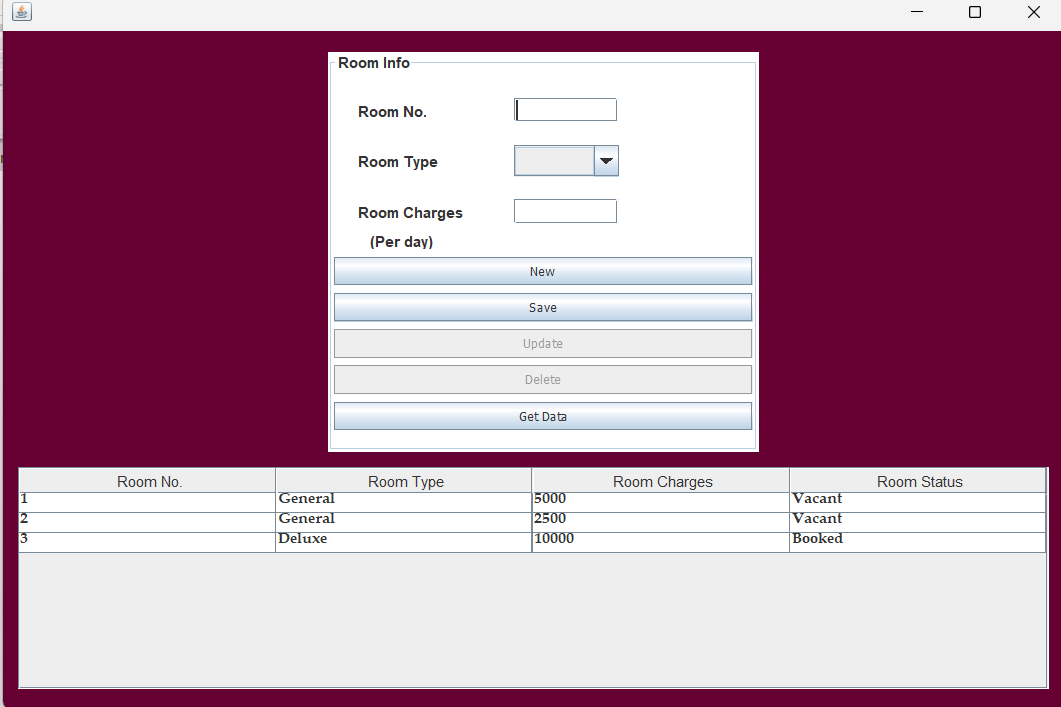 Room Info
Room No.
Room Type
Room Charges
(Per day)
New
Save
Update
Delete
Get Data
Room No. Room Type Room Charges Room Status
1 General 5000 Vacant
2 General 2500 Vacant
3 Deluxe 10000 Booked